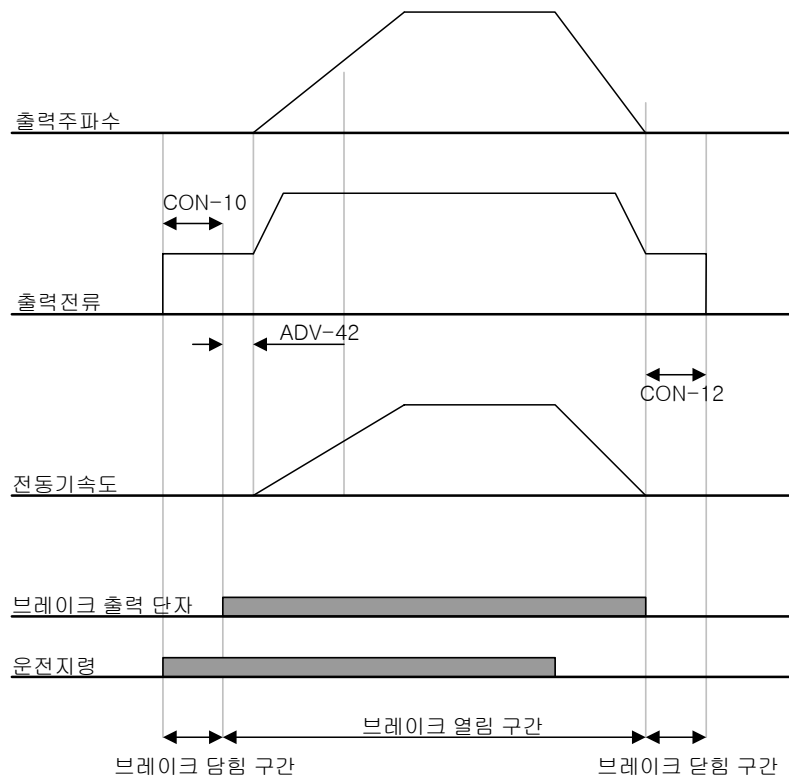 출력주파수
CON-10
출력전류
ADV-42
CON-12
전동기속도
브레이크 출력 단자
운전지령
브레이크 열림 구간
브레이크 담힘 구간
브레이크 닫힘 구간